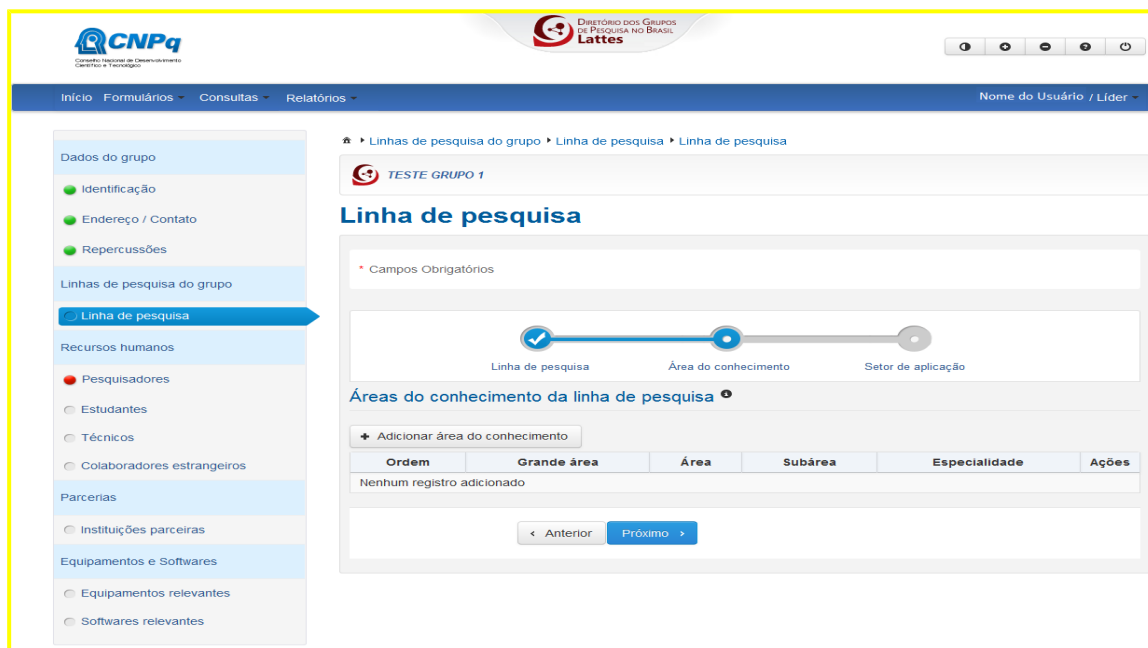 CNPq
Conselho Nacional de Desenvolvimento
Científico e Tecnológico
DIRETÓRIO DOS GRUPOS
DE PESQUISA NO BRASIL
Lattes
Início Formulários Consultas Relatórios
Nome do Usuário / Líder
Linhas de pesquisa do grupo Linha de pesquisa Linha de pesquisa
TESTE GRUPO 1
Linha de pesquisa
* Campos Obrigatórios
Linha de pesquisa Área do conhecimento Setor de aplicação
Áreas do conhecimento da linha de pesquisa
Adicionar área do conhecimento
Ordem Grande área Área Subárea Especialidade Ações
Nenhum registro adicionado
Anterior Próximo
Dados do grupo
Identificação
Endereço / Contato
Repercussões
Linhas de pesquisa do grupo
Linha de pesquisa
Recursos humanos
Pesquisadores
Estudantes
Técnicos
Colaboradores estrangeiros
Parcerias
Instituições parceiras
Equipamentos e Softwares
Equipamentos relevantes
Softwares relevantes